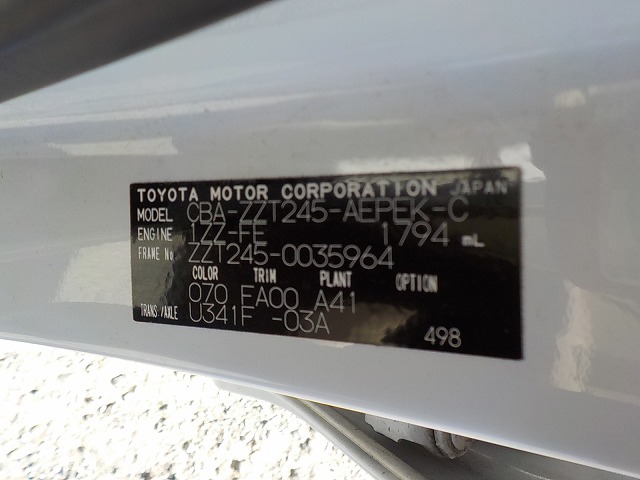 TOYOTA MOTOR CORPORATION JAPAN
MODEL CBA-ZZT245-AEPEK-C
ENGINE 1ZZ-FE 1794 mL
FRAME No ZZT245-0035964
COLOR TRIM PLANT OPTION
070 FA00 A41
TRANS./AXLE U341F -03A
498